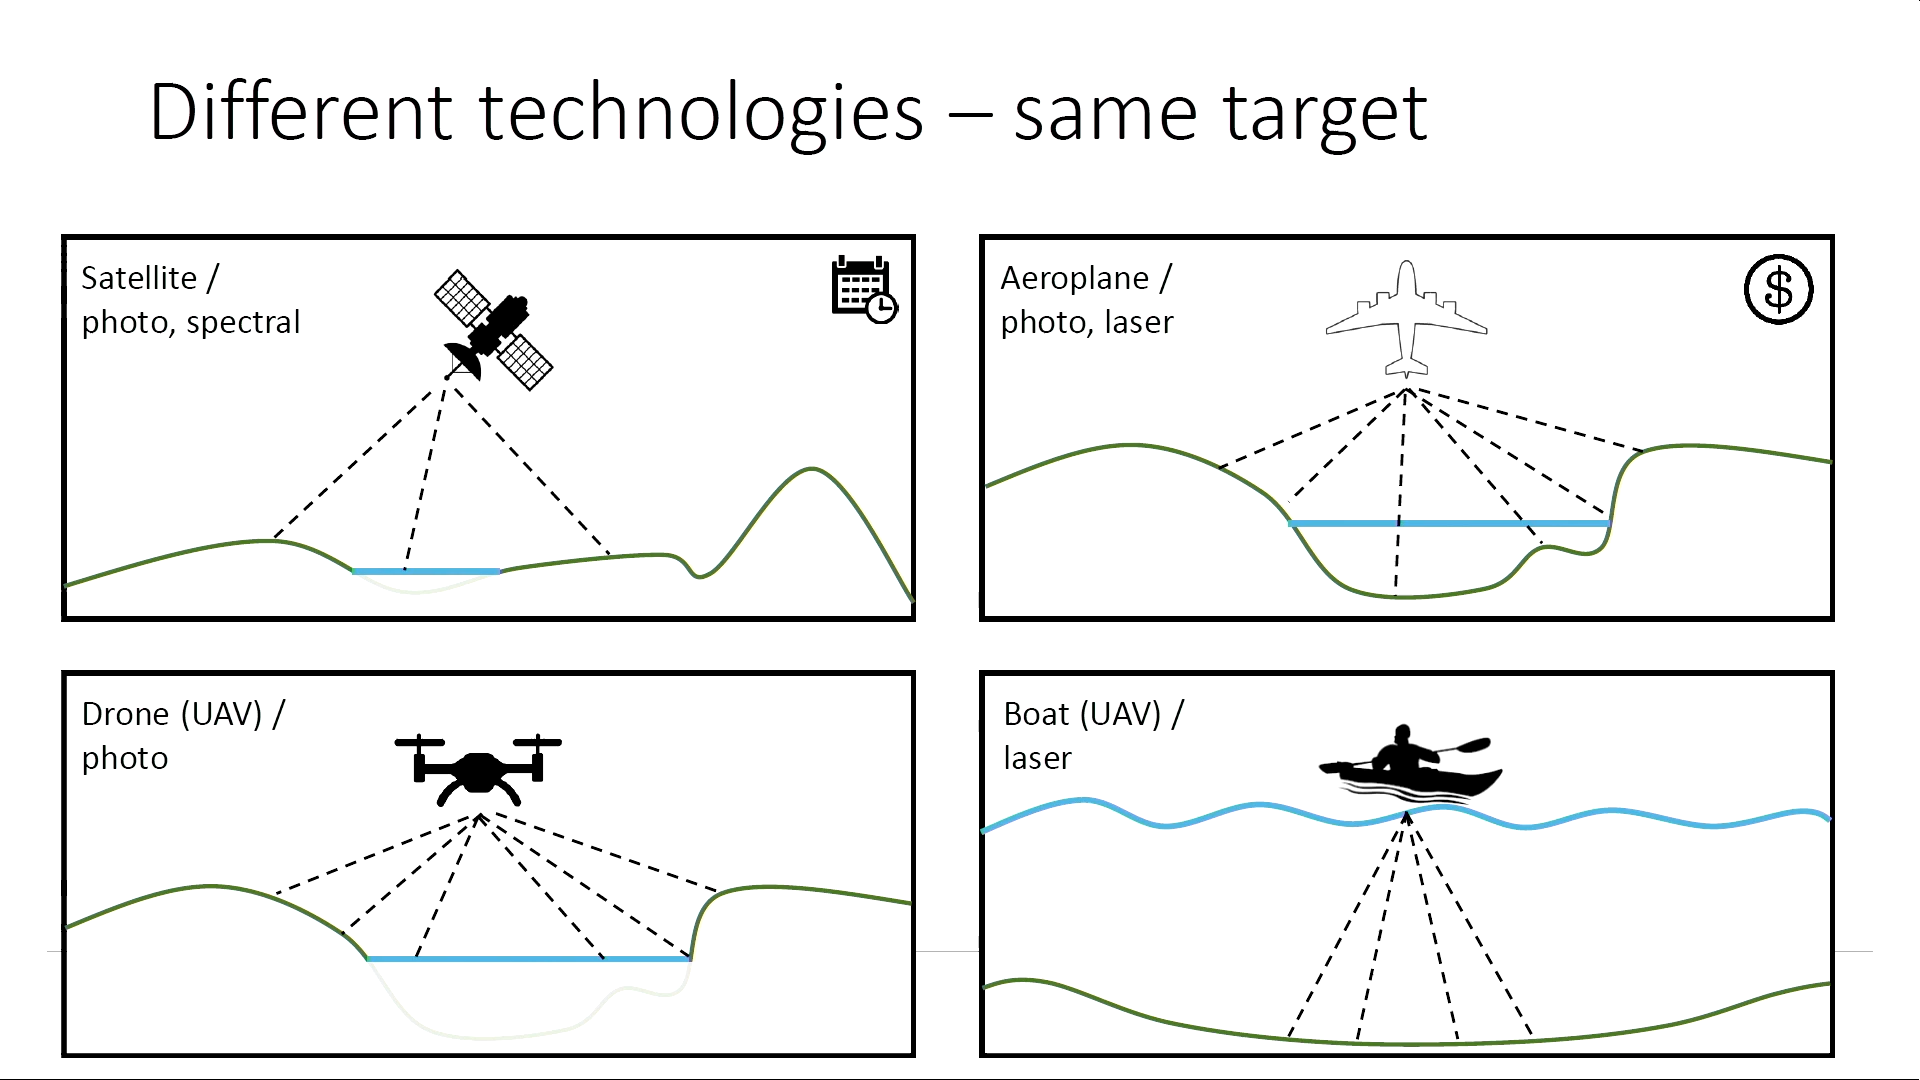 Different technologies – same target
Satellite /
photo, spectral
Aeroplane /
photo, laser
$
Drone (UAV) /
photo
Boat (UAV) /
laser